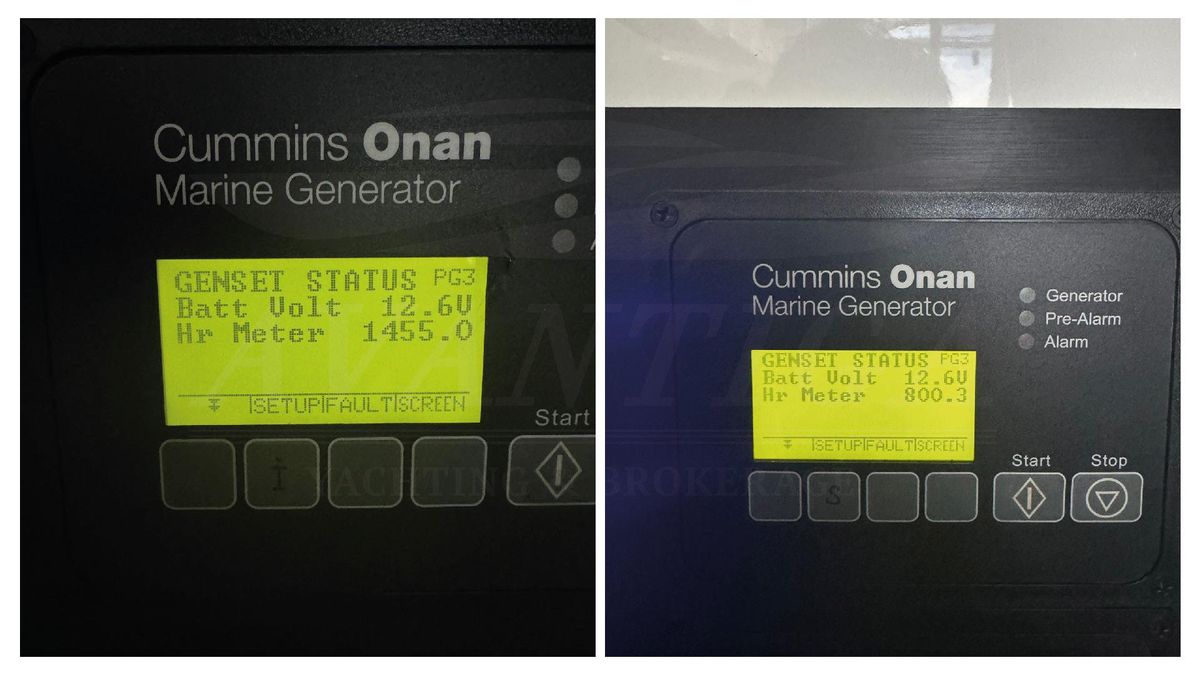 Cummins Onan
Marine Generator
GENSET STATUS PG3
Batt Volt 12.6V
Hr Meter 1455.0
SETUP FAULT SCREEN
Start
i
Cummins Onan
Marine Generator
Generator
Pre-Alarm
Alarm
GENSET STATUS PG3
Batt Volt 12.6V
Hr Meter 800.3
SETUP FAULT SCREEN
Start Stop
S
YACHTING BROKERAGE